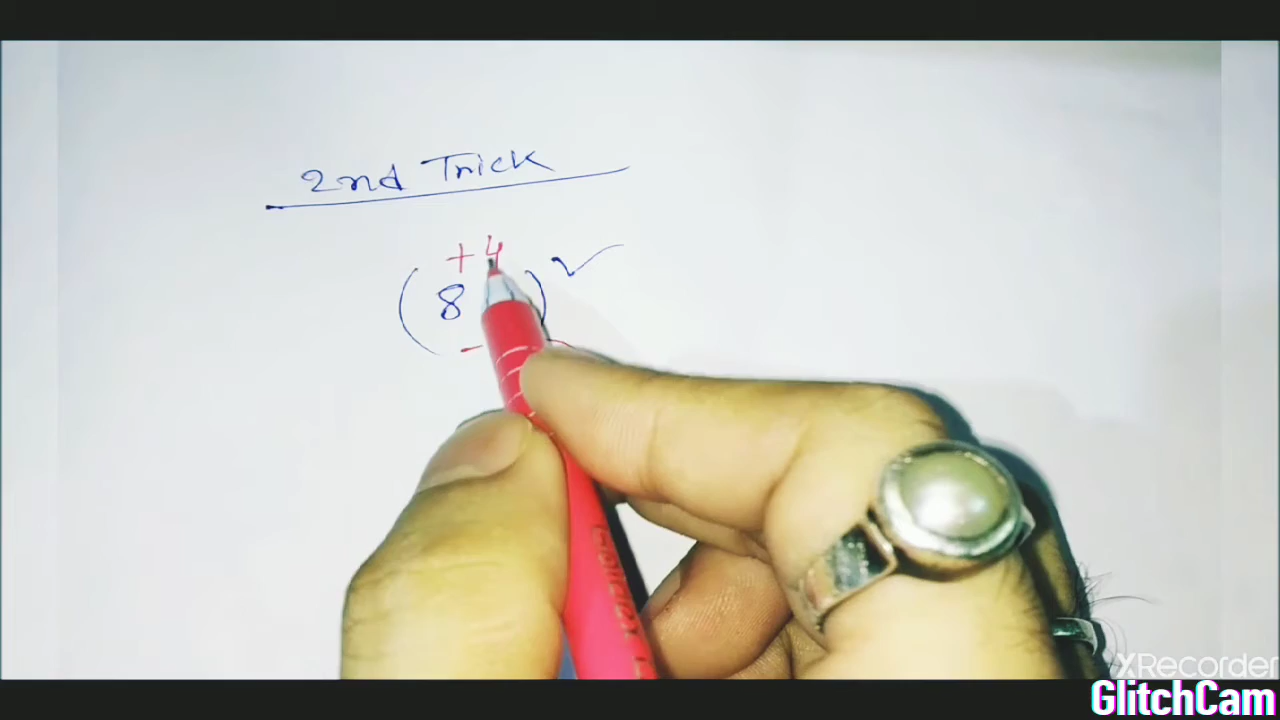 2nd Trick
+4
(8 ) ✓
-
XRecorder
GlitchCam